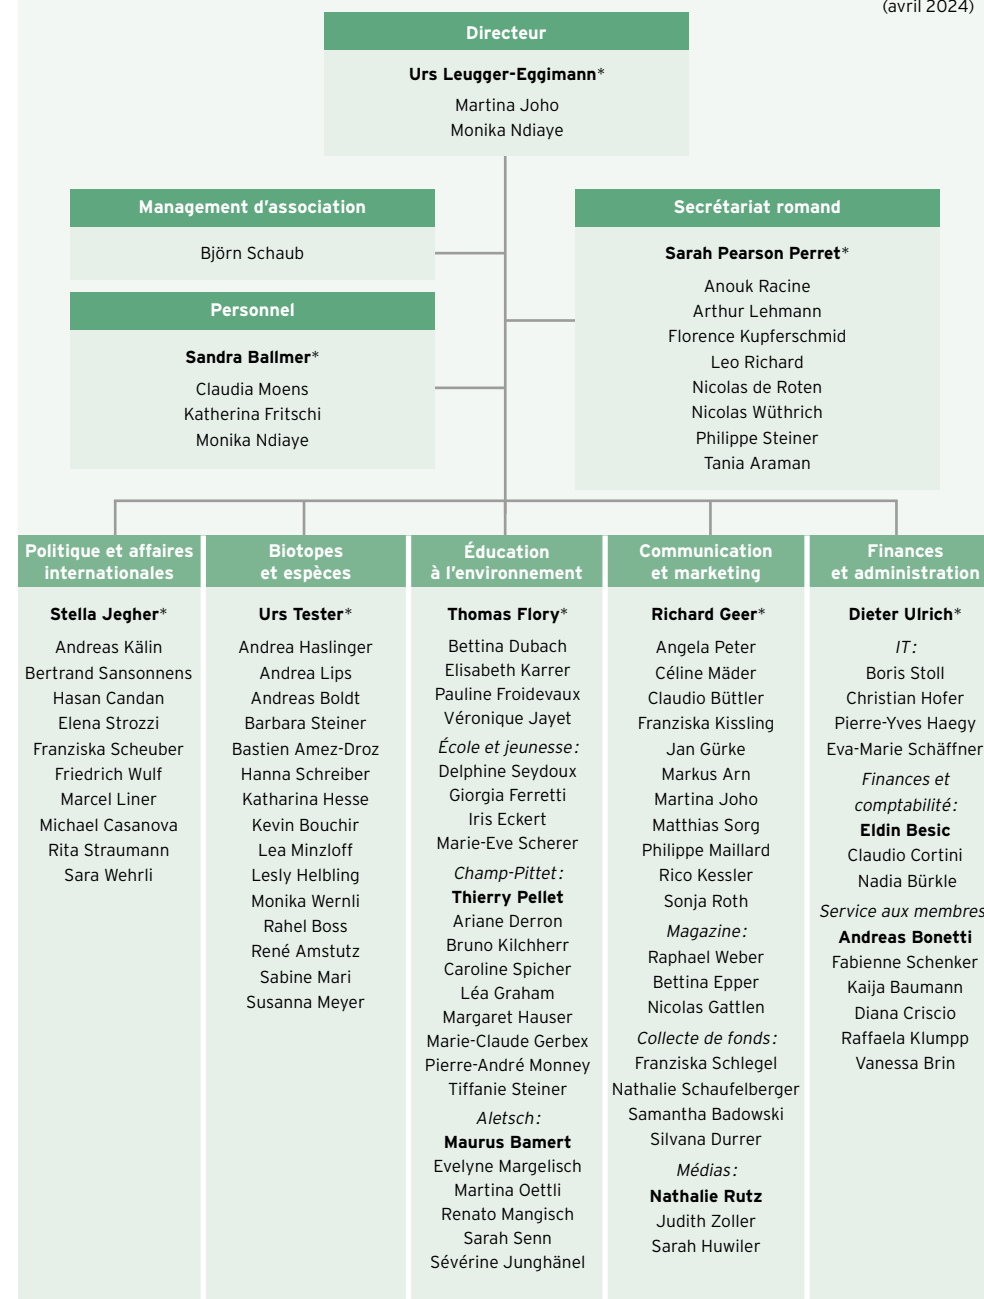 (avril 2024)
Directeur
Urs Leugger-Eggimann*
Martina Joho
Monika Ndiaye
Management d’association
Björn Schaub
Personnel
Sandra Ballmer*
Claudia Moens
Katherina Fritschi
Monika Ndiaye
Secrétariat romand
Sarah Pearson Perret*
Anouk Racine
Arthur Lehmann
Florence Kupferschmid
Leo Richard
Nicolas de Roten
Nicolas Wüthrich
Philippe Steiner
Tania Araman
Politique et affaires
internationales
Stella Jegher*
Andreas Kälin
Bertrand Sansonnens
Hasan Candan
Elena Strozzi
Franziska Scheuber
Friedrich Wulf
Marcel Liner
Michael Casanova
Rita Straumann
Sara Wehrli
Biotopes
et espèces
Urs Tester*
Andrea Haslinger
Andrea Lips
Andreas Boldt
Barbara Steiner
Bastien Amez-Droz
Hanna Schreiber
Katharina Hesse
Kevin Bouchir
Lea Minzloff
Lesly Helbling
Monika Wernli
Rahel Boss
René Amstutz
Sabine Mari
Susanna Meyer
Éducation
à l’environnement
Thomas Flory*
Bettina Dubach
Elisabeth Karrer
Pauline Froidevaux
Véronique Jayet
École et jeunesse :
Delphine Seydoux
Giorgia Ferretti
Iris Eckert
Marie-Eve Scherer
Champ-Pittet :
Thierry Pellet
Ariane Derron
Bruno Kilchherr
Caroline Spicher
Léa Graham
Margaret Hauser
Marie-Claude Gerbex
Pierre-André Monney
Tiffanie Steiner
Aletsch :
Maurus Bamert
Evelyne Margelisch
Martina Oettli
Renato Mangisch
Sarah Senn
Sévérine Junghänel
Communication
et marketing
Richard Geer*
Angela Peter
Céline Mäder
Claudio Büttler
Franziska Kissling
Jan Gürke
Markus Arn
Martina Joho
Matthias Sorg
Philippe Maillard
Rico Kessler
Sonja Roth
Magazine :
Raphael Weber
Bettina Epper
Nicolas Gattlen
Collecte de fonds :
Franziska Schlegel
Nathalie Schaufelberger
Samantha Badowski
Silvana Durrer
Médias :
Nathalie Rutz
Judith Zoller
Sarah Huwiler
Finances
et administration
Dieter Ulrich*
IT :
Boris Stoll
Christian Hofer
Pierre-Yves Haegy
Eva-Marie Schäffner
Finances et
comptabilité :
Eldin Besic
Claudio Cortini
Nadia Bürkle
Service aux membres
Andreas Bonetti
Fabienne Schenker
Kaija Baumann
Diana Criscio
Raffaela Klumpp
Vanessa Brin